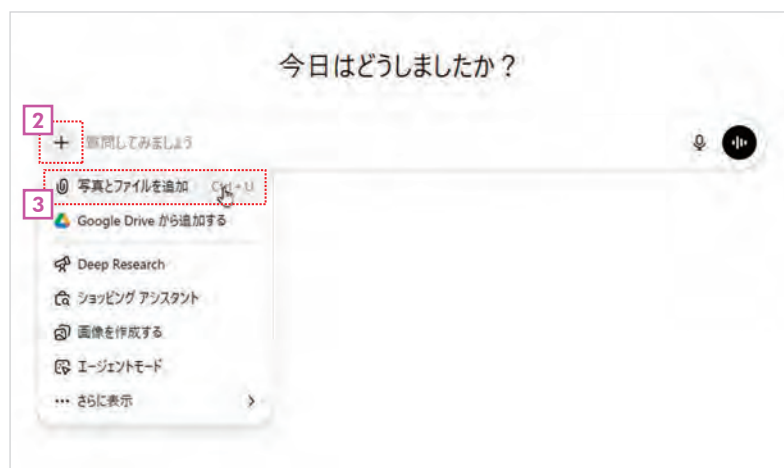 今日はどうしましたか？
2
＋ 質問してみましょう
写真とファイルを追加 Ctrl + U
3
Google Drive から追加する
Deep Research
ショッピング アシスタント
画像を作成する
エージェントモード
… さらに表示 >